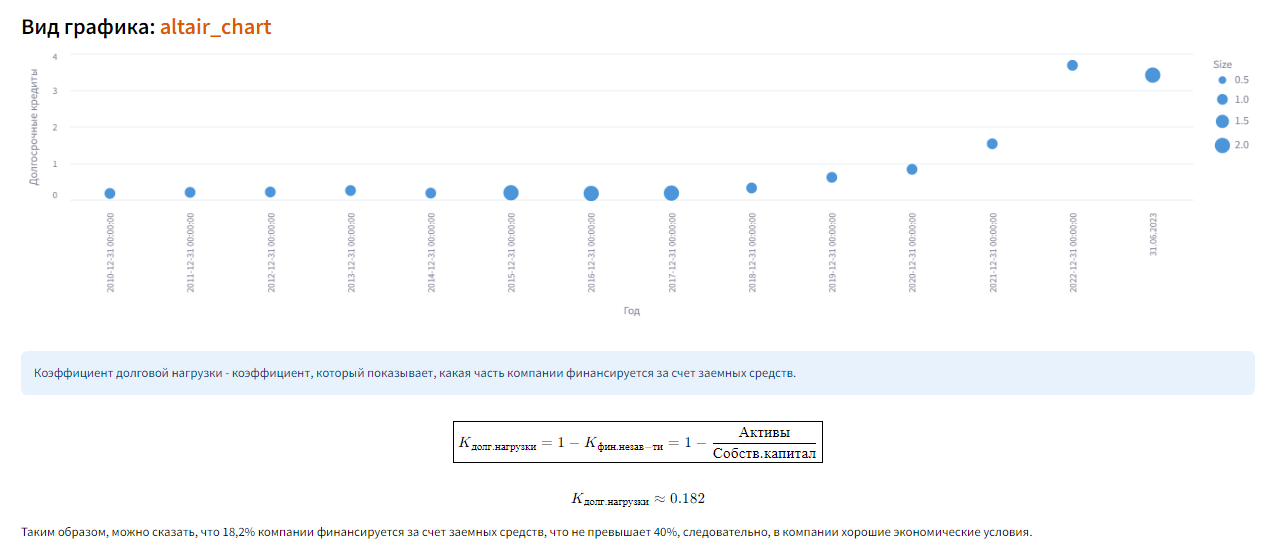 Вид графика: altair_chart
4
3
2
1
0
Долгосрочные кредиты
Size
0.5
1.0
1.5
2.0
2010-12-31 00:00:00
2011-12-31 00:00:00
2012-12-31 00:00:00
2013-12-31 00:00:00
2014-12-31 00:00:00
2015-12-31 00:00:00
2016-12-31 00:00:00
2017-12-31 00:00:00
2018-12-31 00:00:00
2019-12-31 00:00:00
2020-12-31 00:00:00
2021-12-31 00:00:00
2022-12-31 00:00:00
31.06.2023
Год
Коэффициент долговой нагрузки - коэффициент, который показывает, какая часть компании финансируется за счет заемных средств.
K долг.нагрузки = 1 − K фин.незав−ти = 1 − Активы / Собств.капитал
K долг.нагрузки ≈ 0.182
Таким образом, можно сказать, что 18,2% компании финансируется за счет заемных средств, что не превышает 40%, следовательно, в компании хорошие экономические условия.